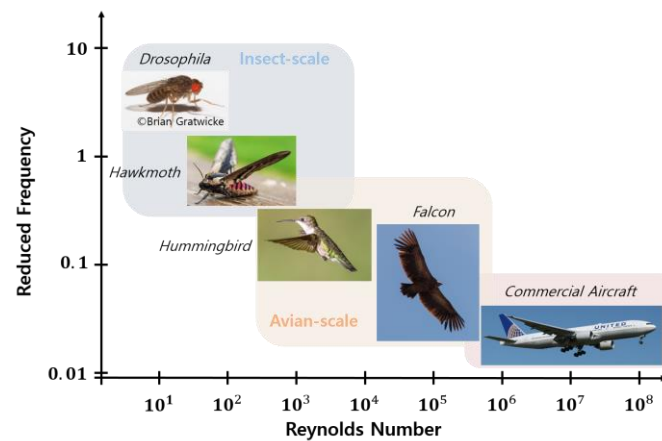 10
1
0.1
0.01
Reduced Frequency
Drosophila
Insect-scale
©Brian Gratwicke
Hawkmoth
Hummingbird
Falcon
Avian-scale
Commercial Aircraft
UNITED
10¹ 10² 10³ 10⁴ 10⁵ 10⁶ 10⁷ 10⁸
Reynolds Number